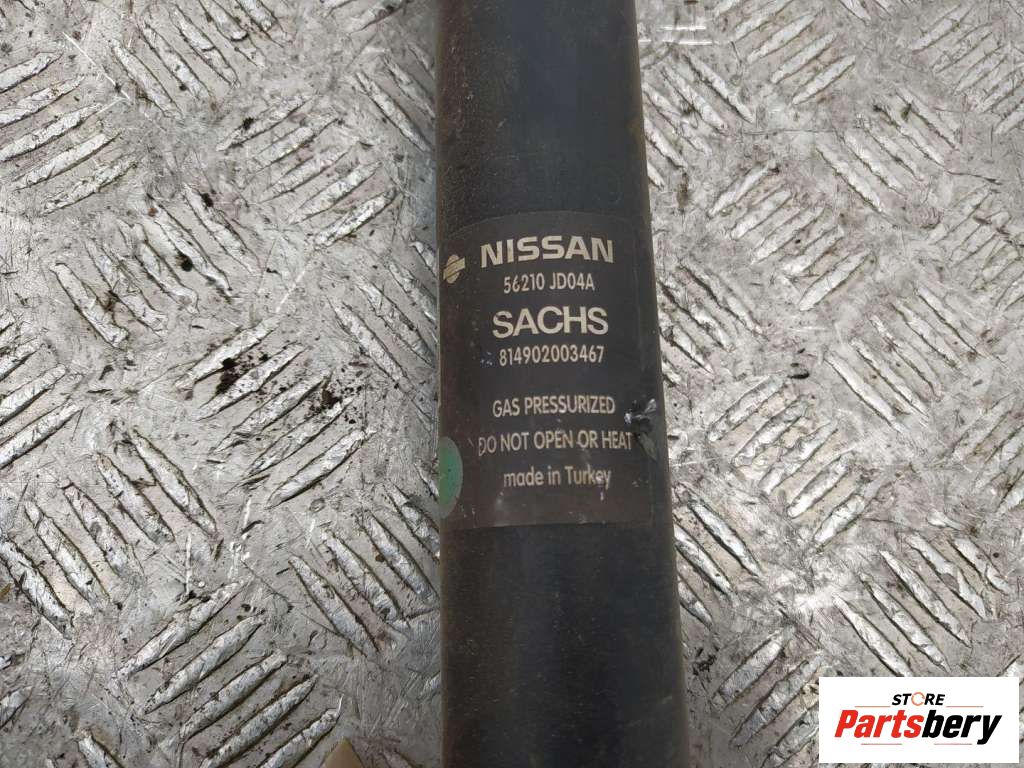 NISSAN
56210 JD04A
SACHS
814902003467
GAS PRESSURIZED
DO NOT OPEN OR HEAT
made in Turkey
STORE
Partsbery